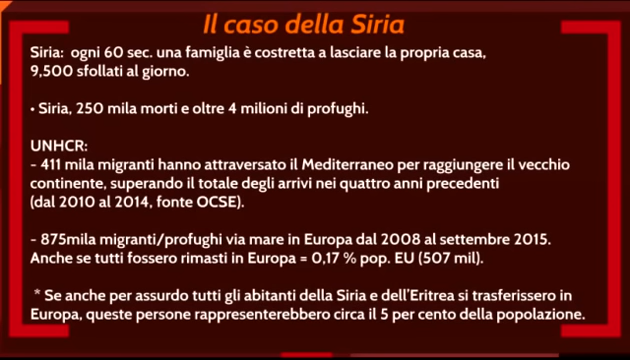 Il caso della Siria
Siria: ogni 60 sec. una famiglia è costretta a lasciare la propria casa,
9,500 sfollati al giorno.
• Siria, 250 mila morti e oltre 4 milioni di profughi.
UNHCR:
- 411 mila migranti hanno attraversato il Mediterraneo per raggiungere il vecchio
continente, superando il totale degli arrivi nei quattro anni precedenti
(dal 2010 al 2014, fonte OCSE).
- 875mila migranti/profughi via mare in Europa dal 2008 al settembre 2015.
Anche se tutti fossero rimasti in Europa = 0,17 % pop. EU (507 mil).
* Se anche per assurdo tutti gli abitanti della Siria e dell'Eritrea si trasferissero in
Europa, queste persone rappresenterebbero circa il 5 per cento della popolazione.